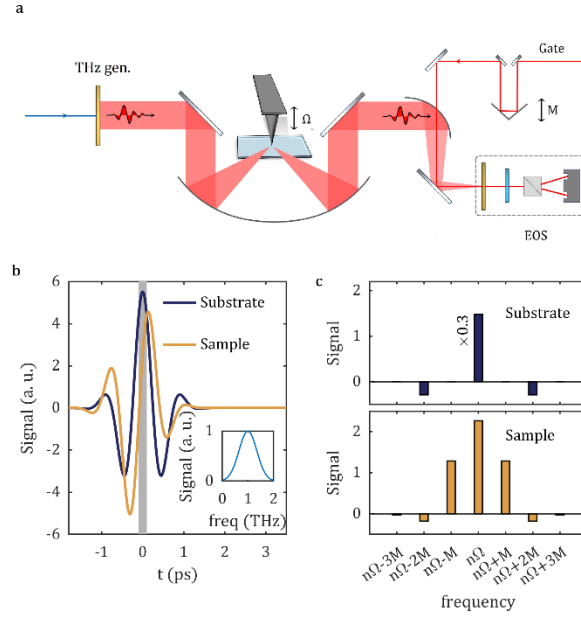 a
THz gen.
Ω
Gate
M
EOS
b
Signal (a. u.)
6
4
2
0
-2
-4
-6
Substrate
Sample
Signal (a. u.)
1
0
0 1 2
freq (THz)
-1 0 1 2 3
t (ps)
c
Signal
2
1
0
×0.3
Substrate
Signal
2
1
0
Sample
nΩ-3M
nΩ-2M
nΩ-M
nΩ
nΩ+M
nΩ+2M
nΩ+3M
frequency